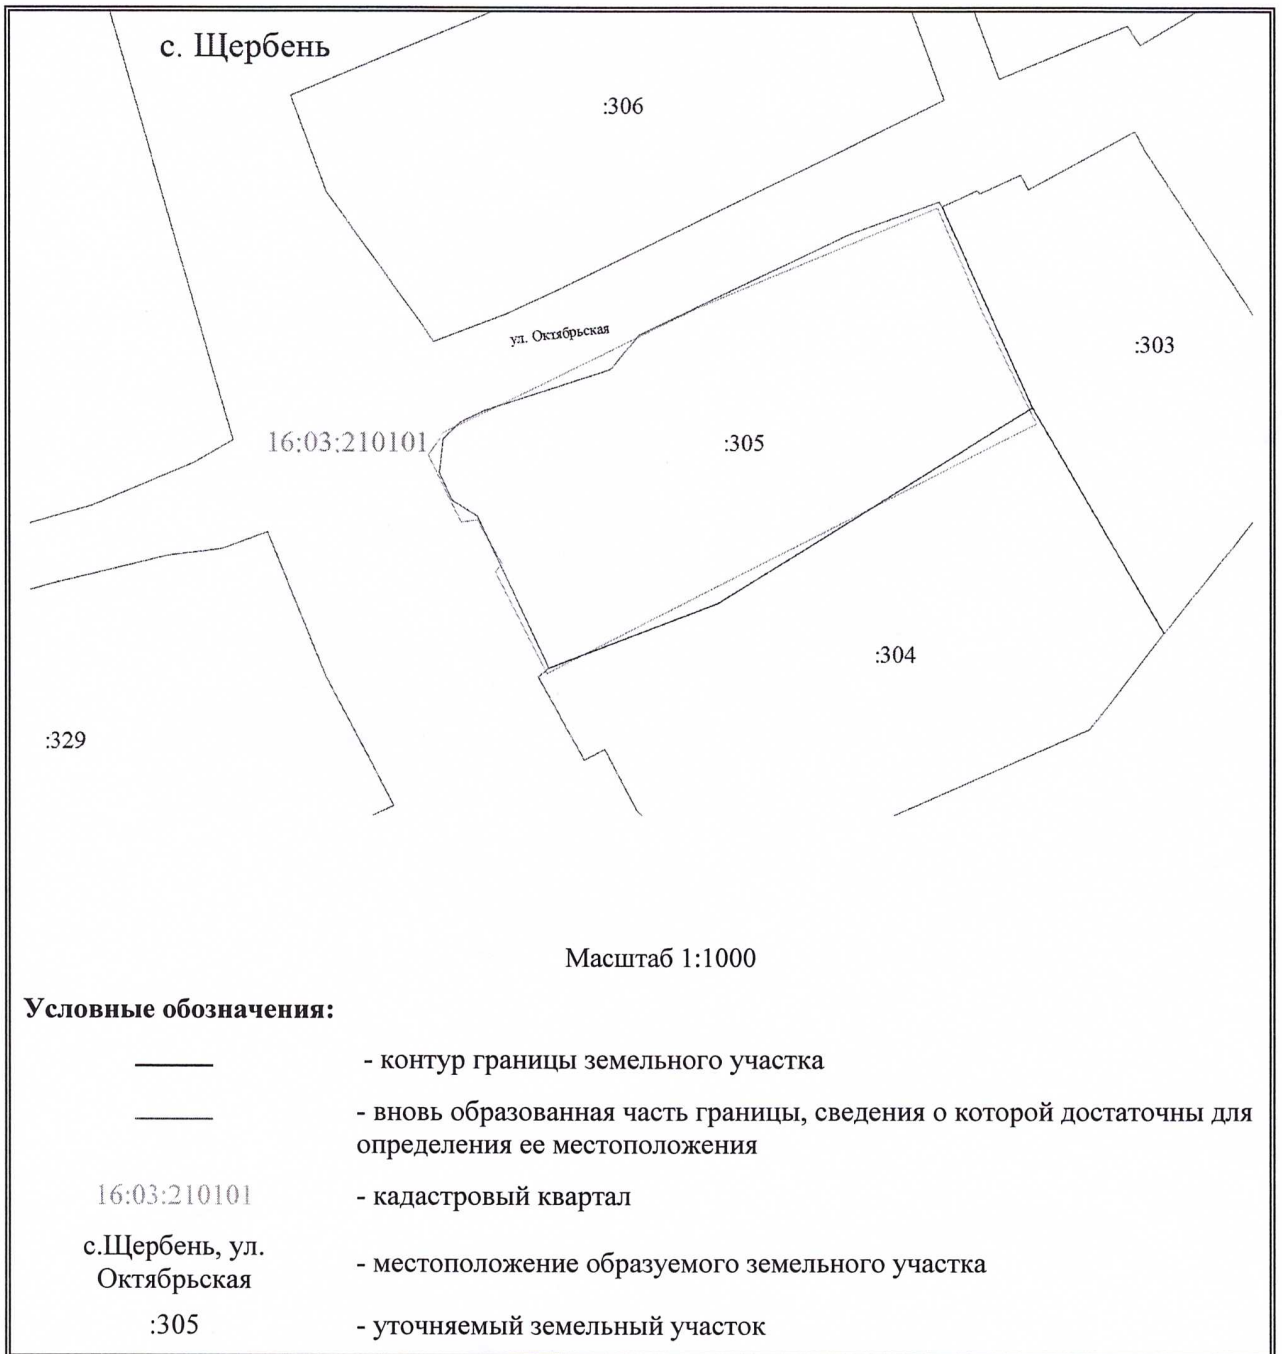 с. Щербень
:306
ул. Октябрьская
:303
16:03:210101
:305
:304
:329
Масштаб 1:1000
Условные обозначения:
- контур границы земельного участка
- вновь образованная часть границы, сведения о которой достаточны для
определения ее местоположения
16:03:210101
- кадастровый квартал
с.Щербень, ул.
Октябрьская
- местоположение образуемого земельного участка
:305
- уточняемый земельный участок